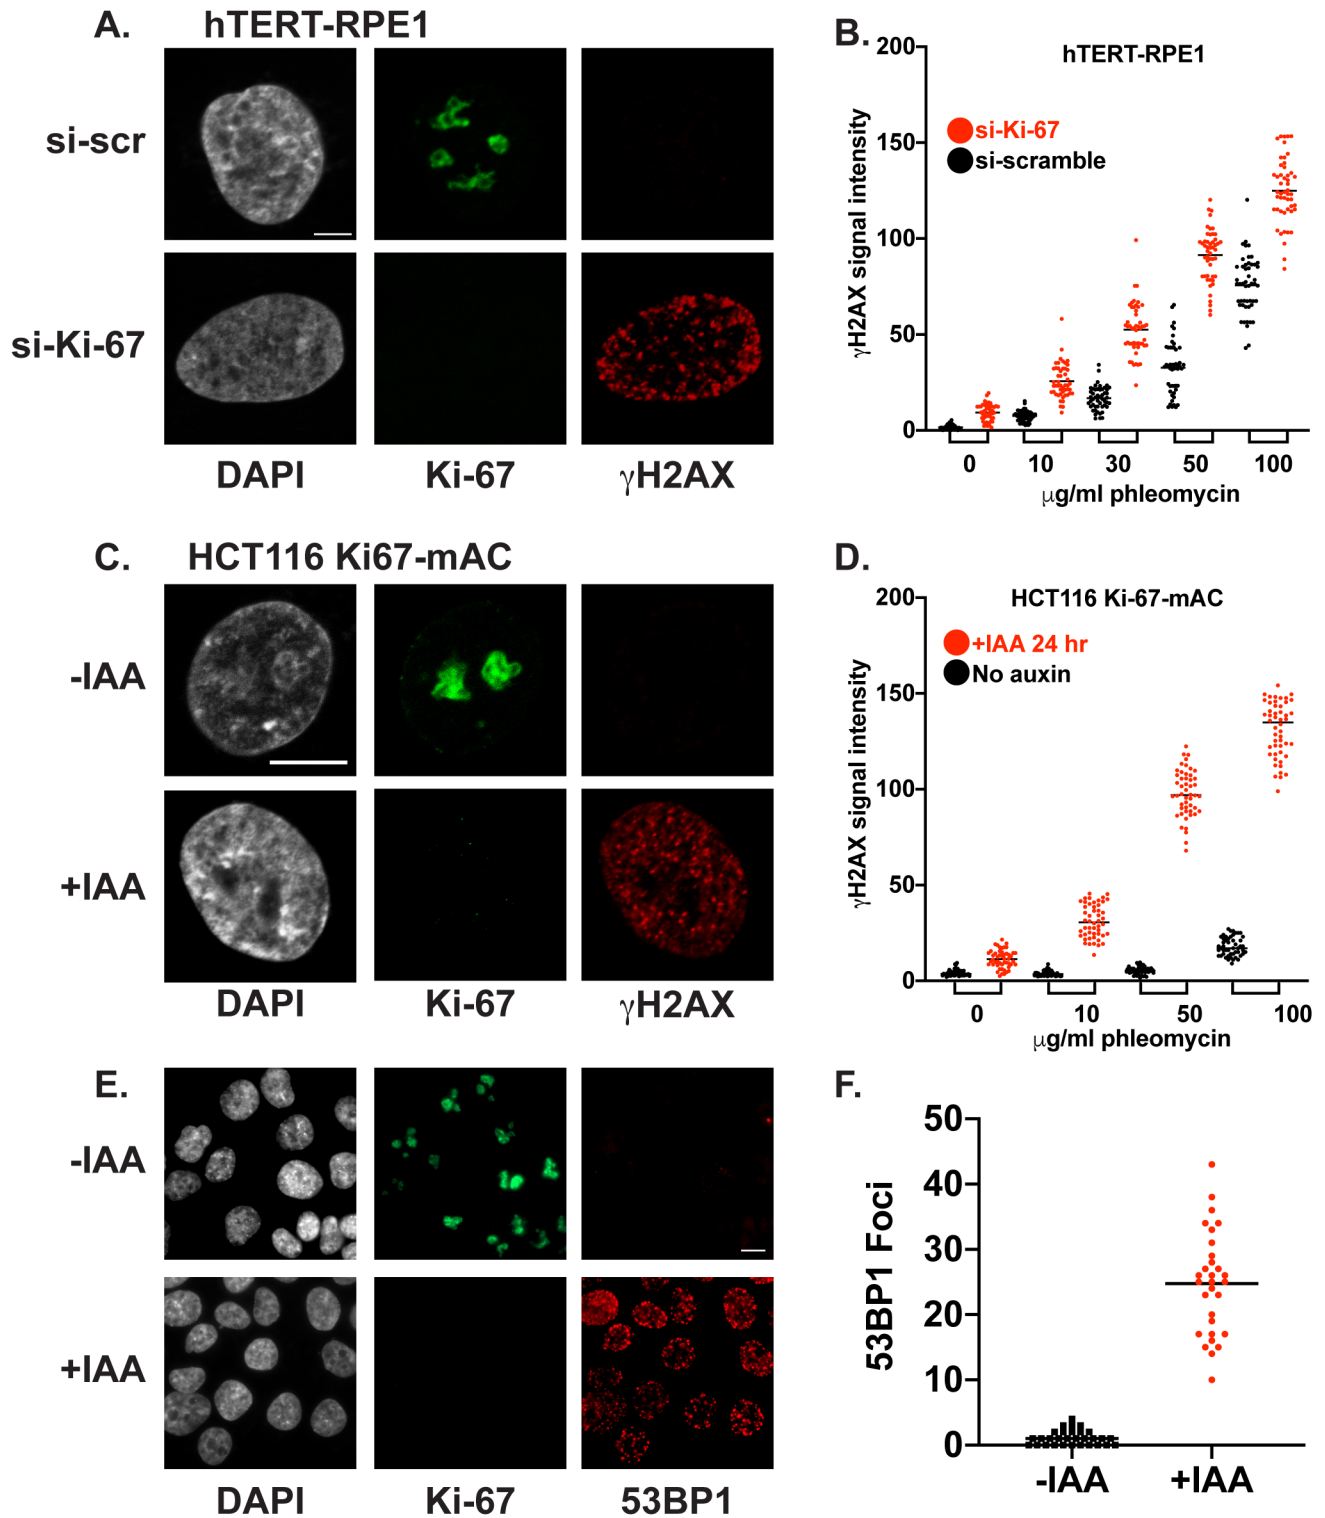 A. hTERT-RPE1
si-scr
si-Ki-67
DAPI Ki-67 γH2AX
B.
hTERT-RPE1
si-Ki-67
si-scramble
γH2AX signal intensity
200
150
100
50
0
0 10 30 50 100
μg/ml phleomycin
C. HCT116 Ki67-mAC
-IAA
+IAA
DAPI Ki-67 γH2AX
D.
HCT116 Ki-67-mAC
+IAA 24 hr
No auxin
γH2AX signal intensity
200
150
100
50
0
0 10 50 100
μg/ml phleomycin
E.
-IAA
+IAA
DAPI Ki-67 53BP1
F.
53BP1 Foci
50
40
30
20
10
0
-IAA +IAA